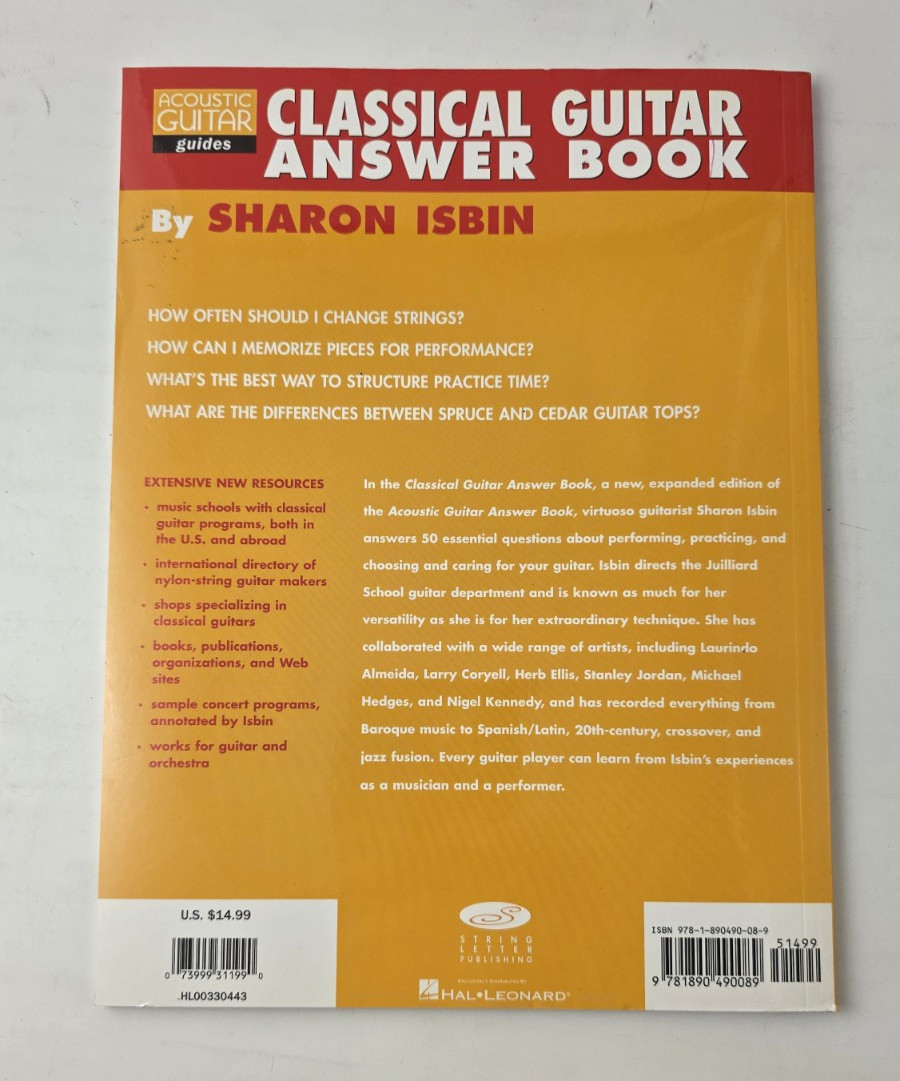 ACOUSTIC
GUITAR
guides
CLASSICAL GUITAR
ANSWER BOOK
By SHARON ISBIN
HOW OFTEN SHOULD I CHANGE STRINGS?
HOW CAN I MEMORIZE PIECES FOR PERFORMANCE?
WHAT'S THE BEST WAY TO STRUCTURE PRACTICE TIME?
WHAT ARE THE DIFFERENCES BETWEEN SPRUCE AND CEDAR GUITAR TOPS?
EXTENSIVE NEW RESOURCES
• music schools with classical
guitar programs, both in
the U.S. and abroad
• international directory of
nylon-string guitar makers
• shops specializing in
classical guitars
• books, publications,
organizations, and Web
sites
• sample concert programs,
annotated by Isbin
• works for guitar and
orchestra
In the Classical Guitar Answer Book, a new, expanded edition of
the Acoustic Guitar Answer Book, virtuoso guitarist Sharon Isbin
answers 50 essential questions about performing, practicing, and
choosing and caring for your guitar. Isbin directs the Juilliard
School guitar department and is known as much for her
versatility as she is for her extraordinary technique. She has
collaborated with a wide range of artists, including Laurindo
Almeida, Larry Coryell, Herb Ellis, Stanley Jordan, Michael
Hedges, and Nigel Kennedy, and has recorded everything from
Baroque music to Spanish/Latin, 20th-century, crossover, and
jazz fusion. Every guitar player can learn from Isbin's experiences
as a musician and a performer.
U.S. $14.99
0 73999 31199 0
.HL00330443
STRING
LETTER
PUBLISHING
EXCLUSIVELY DISTRIBUTED BY
HAL•LEONARD®
ISBN 978-1-890490-08-9
51499
9 781890 490089